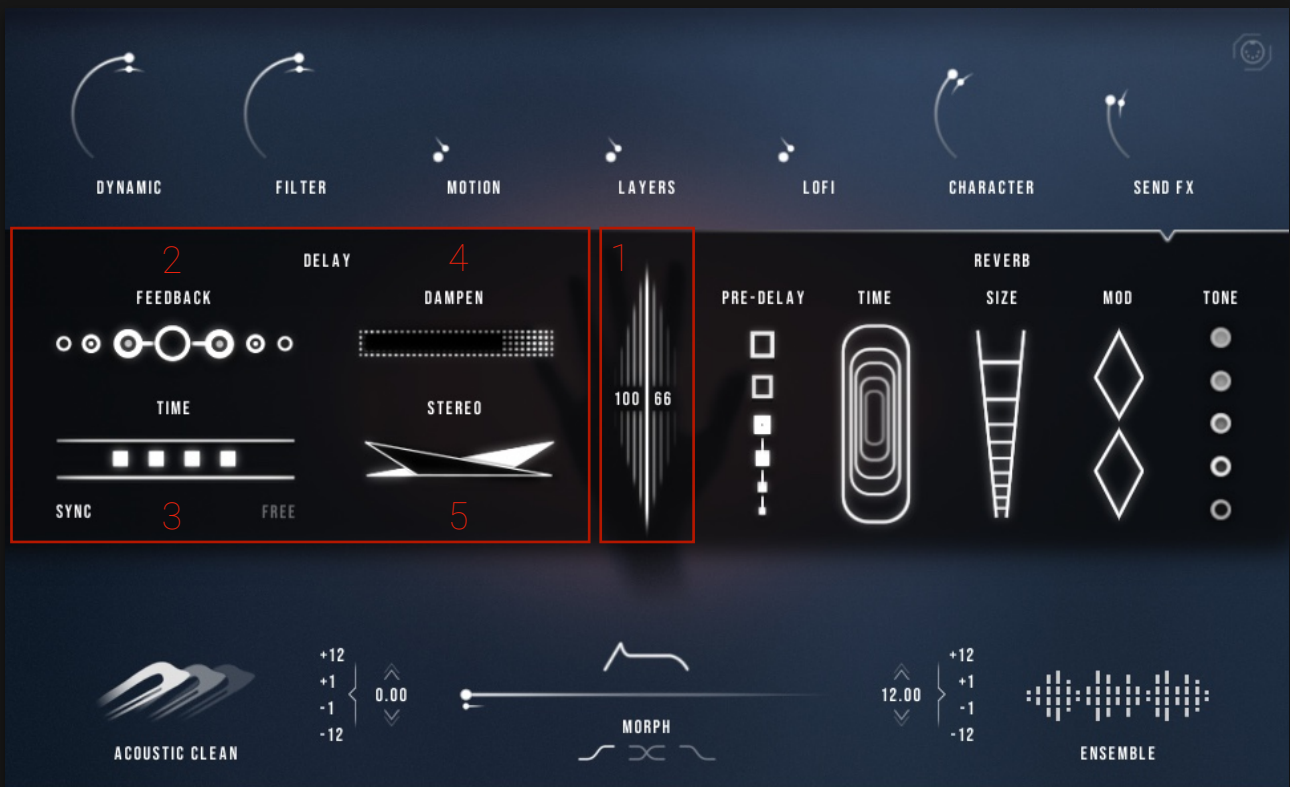 DYNAMIC FILTER MOTION LAYERS LOFI CHARACTER SEND FX
2 DELAY 4 1 REVERB
FEEDBACK DAMPEN PRE-DELAY TIME SIZE MOD TONE
100 66
TIME STEREO
SYNC 3 FREE 5
+12 +12
+1 +1
0.00 12.00
-1 -1
MORPH
-12 -12
ACOUSTIC CLEAN ENSEMBLE